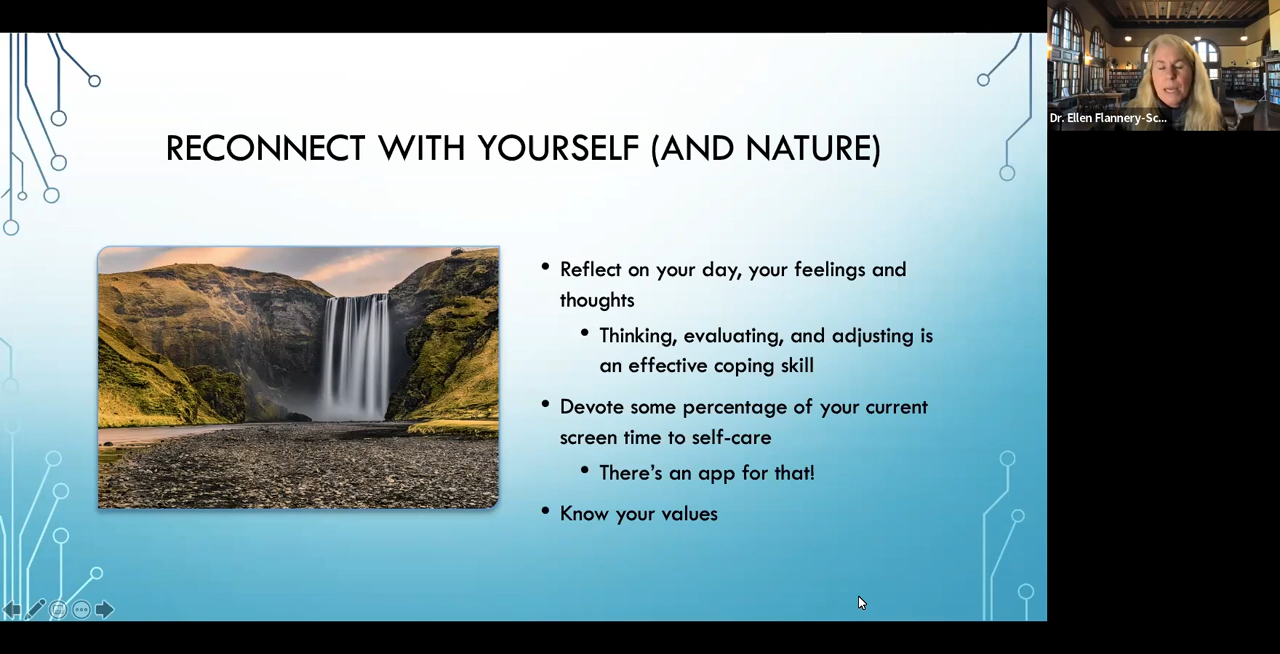 Dr. Ellen Flannery-Sc...
RECONNECT WITH YOURSELF (AND NATURE)
• Reflect on your day, your feelings and
thoughts
• Thinking, evaluating, and adjusting is
an effective coping skill
• Devote some percentage of your current
screen time to self-care
• There’s an app for that!
• Know your values